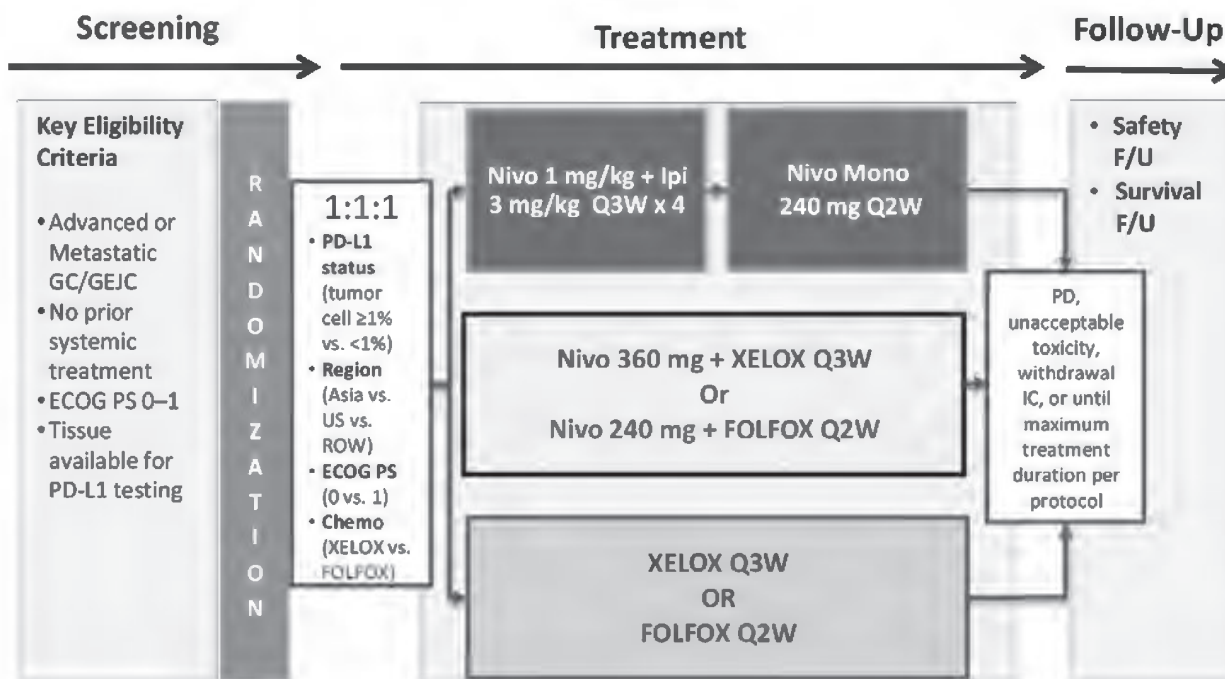 Screening
Treatment
Follow-Up
Key Eligibility
Criteria
•Advanced or
Metastatic
GC/GEJC
•No prior
systemic
treatment
•ECOG PS 0–1
•Tissue
available for
PD-L1 testing
R
A
N
D
O
M
I
Z
A
T
I
O
N
1:1:1
• PD-L1
status
(tumor
cell ≥1%
vs. <1%)
• Region
(Asia vs.
US vs.
ROW)
• ECOG PS
(0 vs. 1)
• Chemo
(XELOX vs.
FOLFOX)
Nivo 1 mg/kg + Ipi
3 mg/kg Q3W x 4
Nivo Mono
240 mg Q2W
Nivo 360 mg + XELOX Q3W
Or
Nivo 240 mg + FOLFOX Q2W
XELOX Q3W
OR
FOLFOX Q2W
PD,
unacceptable
toxicity,
withdrawal
IC, or until
maximum
treatment
duration per
protocol
• Safety
F/U
• Survival
F/U